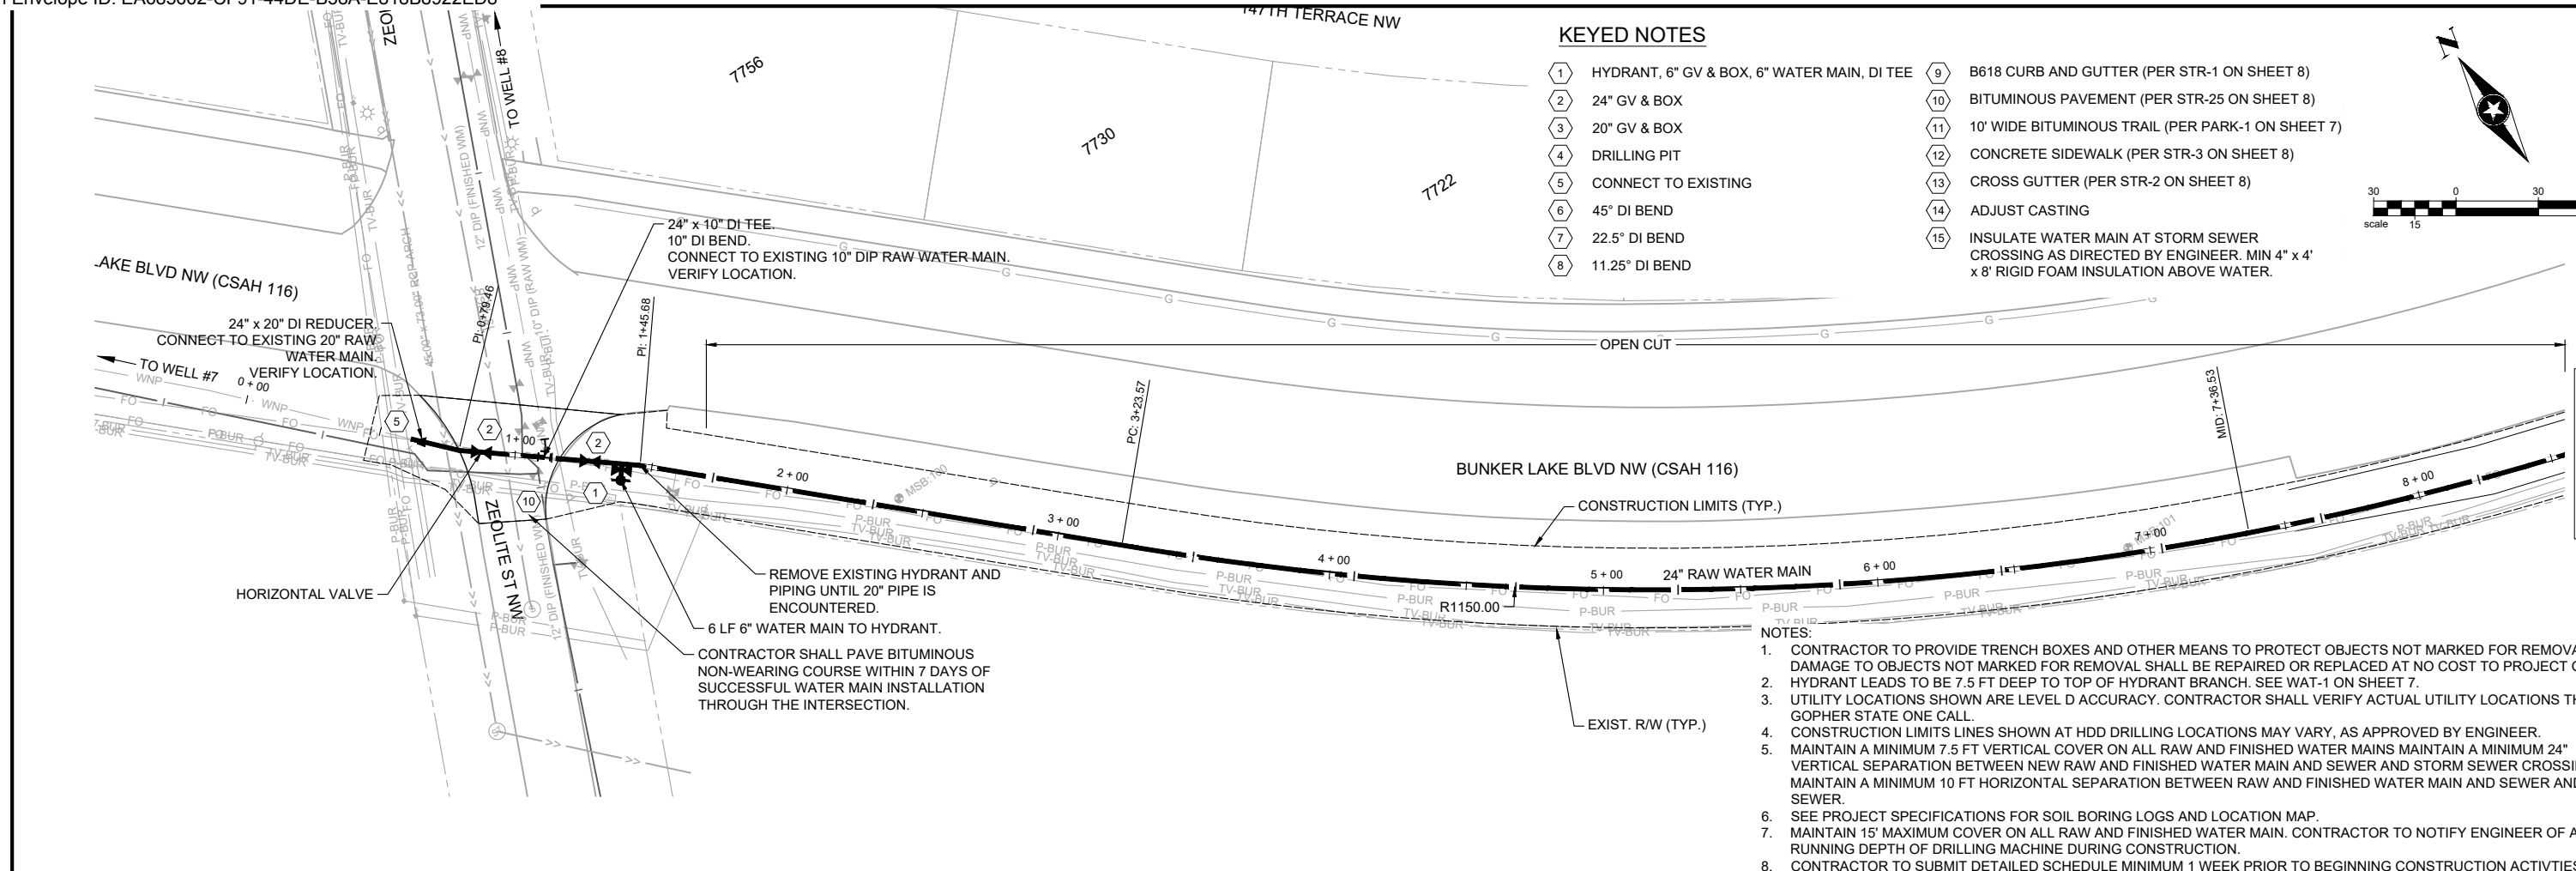 147TH TERRACE NW
KEYED NOTES
1 HYDRANT, 6" GV & BOX, 6" WATER MAIN, DI TEE
2 24" GV & BOX
3 20" GV & BOX
4 DRILLING PIT
5 CONNECT TO EXISTING
6 45° DI BEND
7 22.5° DI BEND
8 11.25° DI BEND
9 B618 CURB AND GUTTER (PER STR-1 ON SHEET 8)
10 BITUMINOUS PAVEMENT (PER STR-25 ON SHEET 8)
11 10' WIDE BITUMINOUS TRAIL (PER PARK-1 ON SHEET 7)
12 CONCRETE SIDEWALK (PER STR-3 ON SHEET 8)
13 CROSS GUTTER (PER STR-2 ON SHEET 8)
14 ADJUST CASTING
15 INSULATE WATER MAIN AT STORM SEWER
CROSSING AS DIRECTED BY ENGINEER. MIN 4" x 4'
x 8' RIGID FOAM INSULATION ABOVE WATER.
N
30 0 30
scale 15
7756
7730
7722
TO WELL #8
12" DIP (FINISHED WM)
10" DIP (RAW WM)
24" x 10" DI TEE.
10" DI BEND.
CONNECT TO EXISTING 10" DIP RAW WATER MAIN.
VERIFY LOCATION.
LAKE BLVD NW (CSAH 116)
24" x 20" DI REDUCER.
CONNECT TO EXISTING 20" RAW
WATER MAIN.
VERIFY LOCATION.
TO WELL #7
0+00
PI: 0+79.46
PI: 1+45.68
OPEN CUT
PC: 3+23.57
MID: 7+36.53
5
2
1+00
2
1
10
2+00
3+00
4+00
5+00
6+00
7+00
8+00
MSB:100
BUNKER LAKE BLVD NW (CSAH 116)
CONSTRUCTION LIMITS (TYP.)
24" RAW WATER MAIN
R1150.00
EXIST. R/W (TYP.)
HORIZONTAL VALVE
ZEOLITE ST NW
12" DIP (FINISHED WM)
REMOVE EXISTING HYDRANT AND
PIPING UNTIL 20" PIPE IS
ENCOUNTERED.
6 LF 6" WATER MAIN TO HYDRANT.
CONTRACTOR SHALL PAVE BITUMINOUS
NON-WEARING COURSE WITHIN 7 DAYS OF
SUCCESSFUL WATER MAIN INSTALLATION
THROUGH THE INTERSECTION.
NOTES:
1. CONTRACTOR TO PROVIDE TRENCH BOXES AND OTHER MEANS TO PROTECT OBJECTS NOT MARKED FOR
DAMAGE TO OBJECTS NOT MARKED FOR REMOVAL SHALL BE REPAIRED OR REPLACED AT NO COST TO PROJECT
2. HYDRANT LEADS TO BE 7.5 FT DEEP TO TOP OF HYDRANT BRANCH. SEE WAT-1 ON SHEET 7.
3. UTILITY LOCATIONS SHOWN ARE LEVEL D ACCURACY. CONTRACTOR SHALL VERIFY ACTUAL UTILITY LOCATIONS
GOPHER STATE ONE CALL.
4. CONSTRUCTION LIMITS LINES SHOWN AT HDD DRILLING LOCATIONS MAY VARY, AS APPROVED BY ENGINEER.
5. MAINTAIN A MINIMUM 7.5 FT VERTICAL COVER ON ALL RAW AND FINISHED WATER MAINS MAINTAIN A MINIMUM 24"
VERTICAL SEPARATION BETWEEN NEW RAW AND FINISHED WATER MAIN AND SEWER AND STORM SEWER
MAINTAIN A MINIMUM 10 FT HORIZONTAL SEPARATION BETWEEN RAW AND FINISHED WATER MAIN AND SEWER AND
SEWER.
6. SEE PROJECT SPECIFICATIONS FOR SOIL BORING LOGS AND LOCATION MAP.
7. MAINTAIN 15' MAXIMUM COVER ON ALL RAW AND FINISHED WATER MAIN. CONTRACTOR TO NOTIFY ENGINEER OF
RUNNING DEPTH OF DRILLING MACHINE DURING CONSTRUCTION.
8. CONTRACTOR TO SUBMIT DETAILED SCHEDULE MINIMUM 1 WEEK PRIOR TO BEGINNING CONSTRUCTION